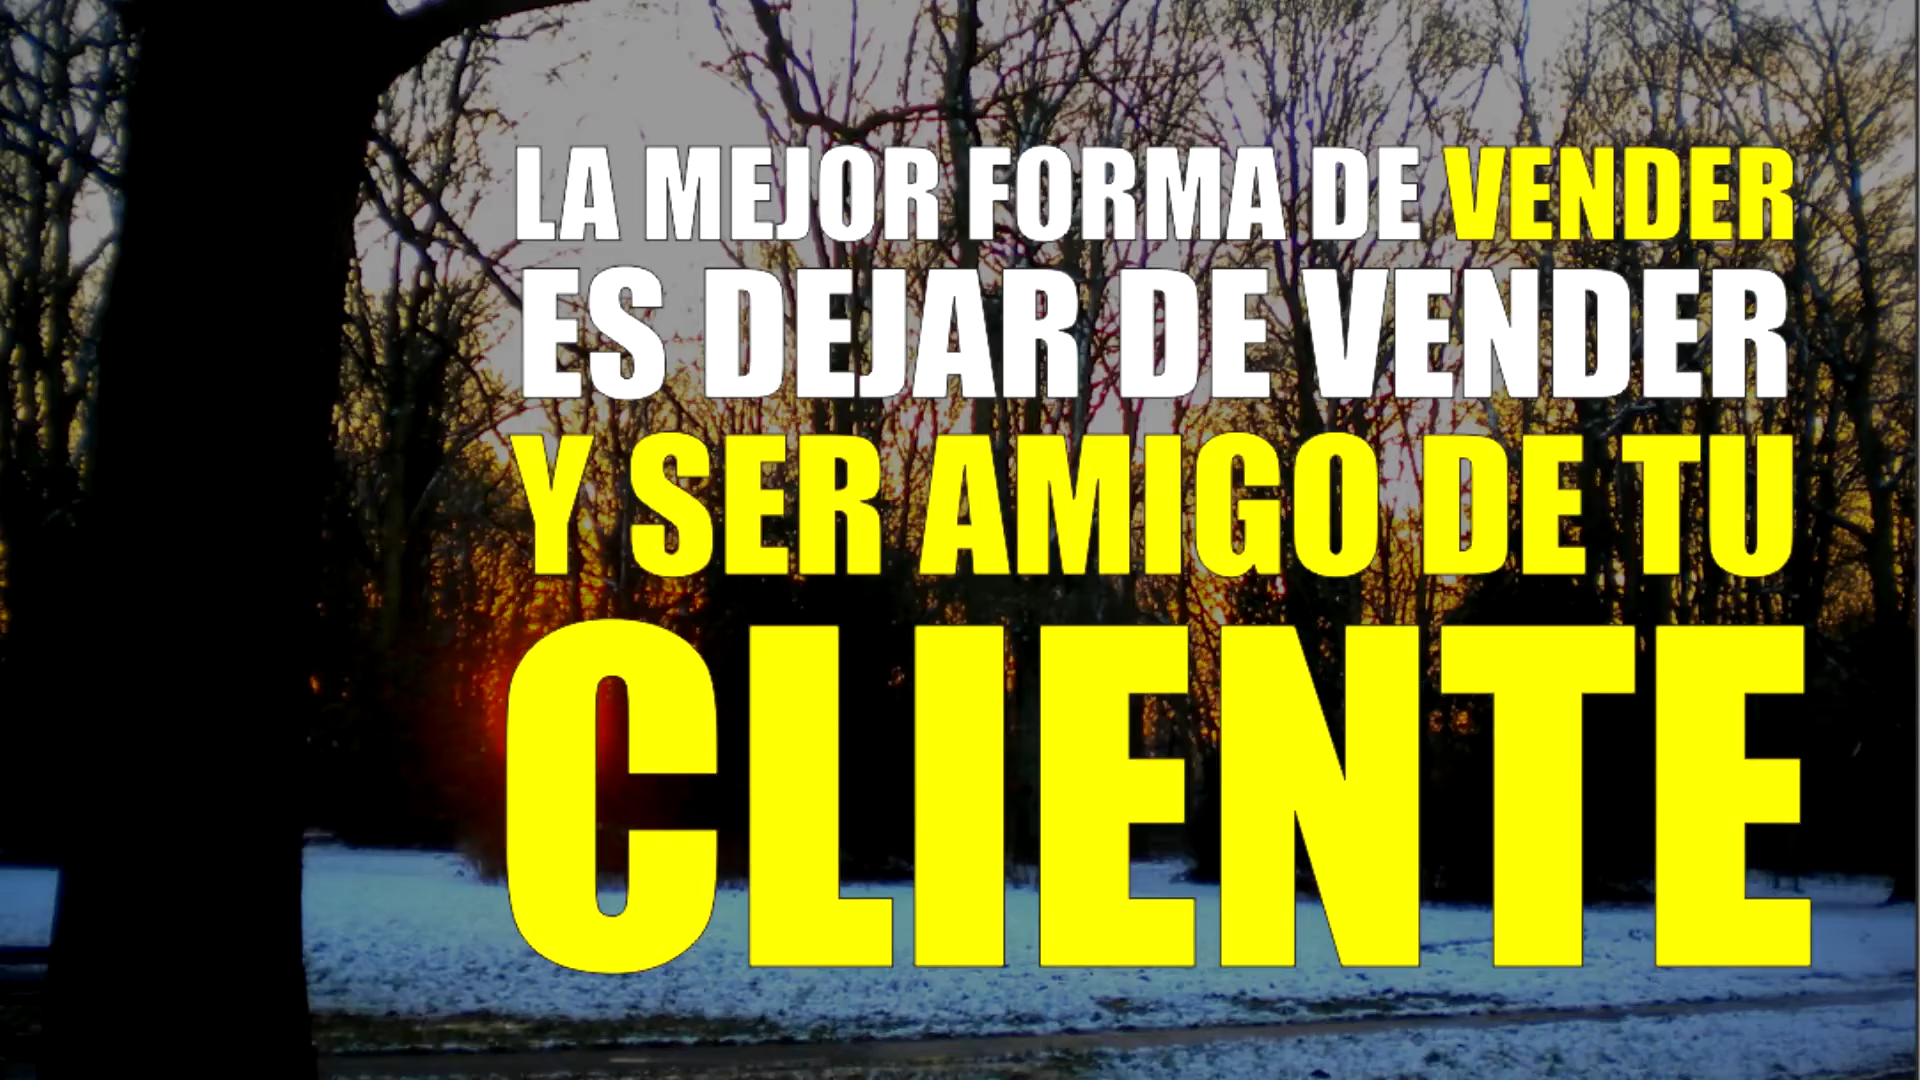 LA MEJOR FORMA DE VENDER
ES DEJAR DE VENDER
Y SER AMIGO DE TU
CLIENTE